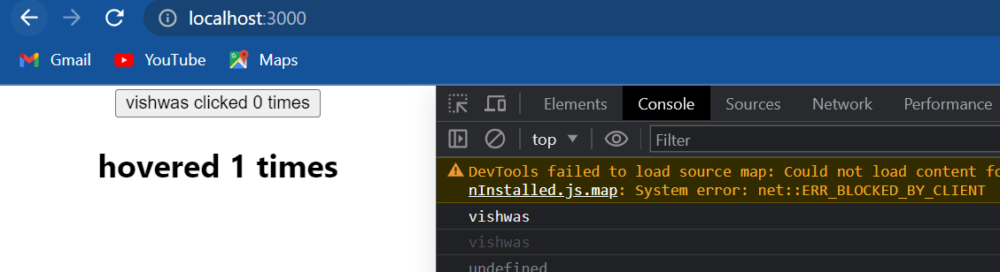 localhost:3000
Gmail YouTube Maps
vishwas clicked 0 times
hovered 1 times
Elements Console Sources Network Performance
top Filter
DevTools failed to load source map: Could not load content fo
nInstalled.js.map: System error: net::ERR_BLOCKED_BY_CLIENT
vishwas
vishwas
undefined